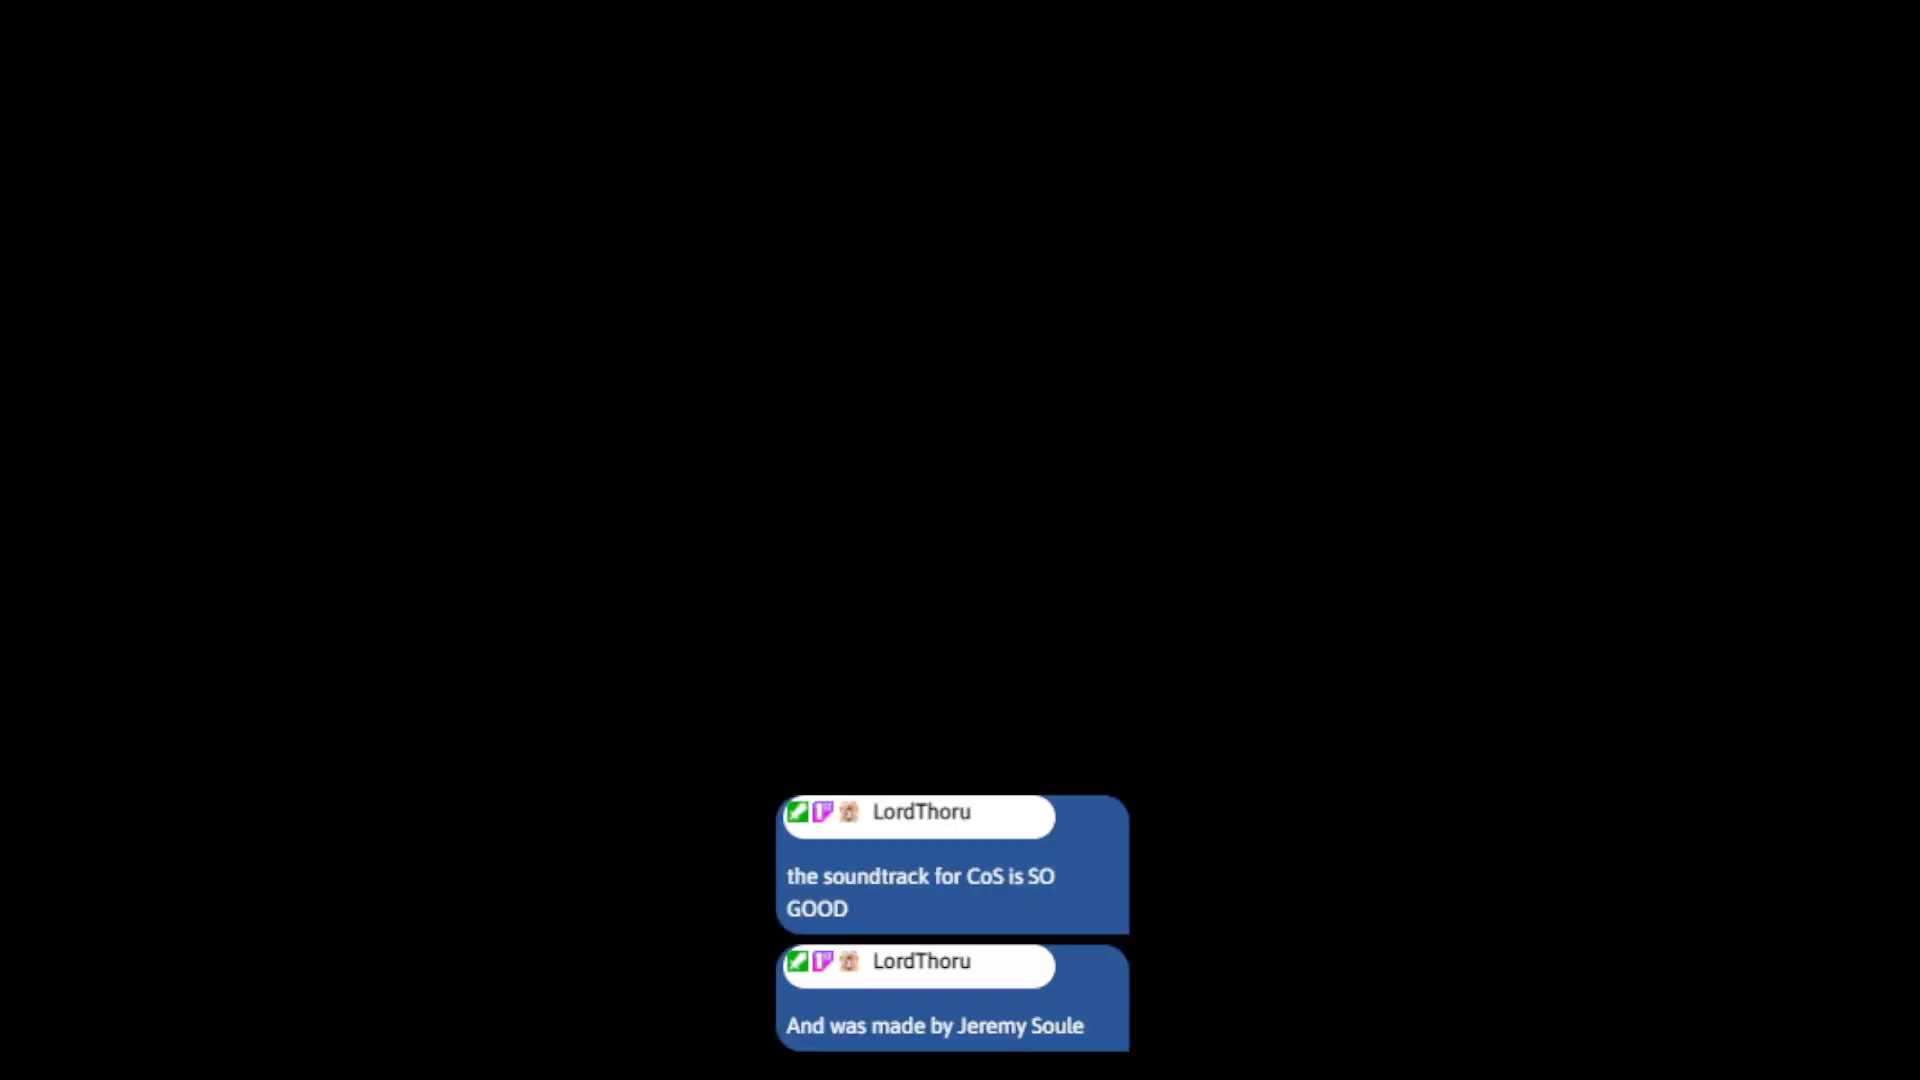 LordThoru
the soundtrack for CoS is SO
GOOD
LordThoru
And was made by Jeremy Soule